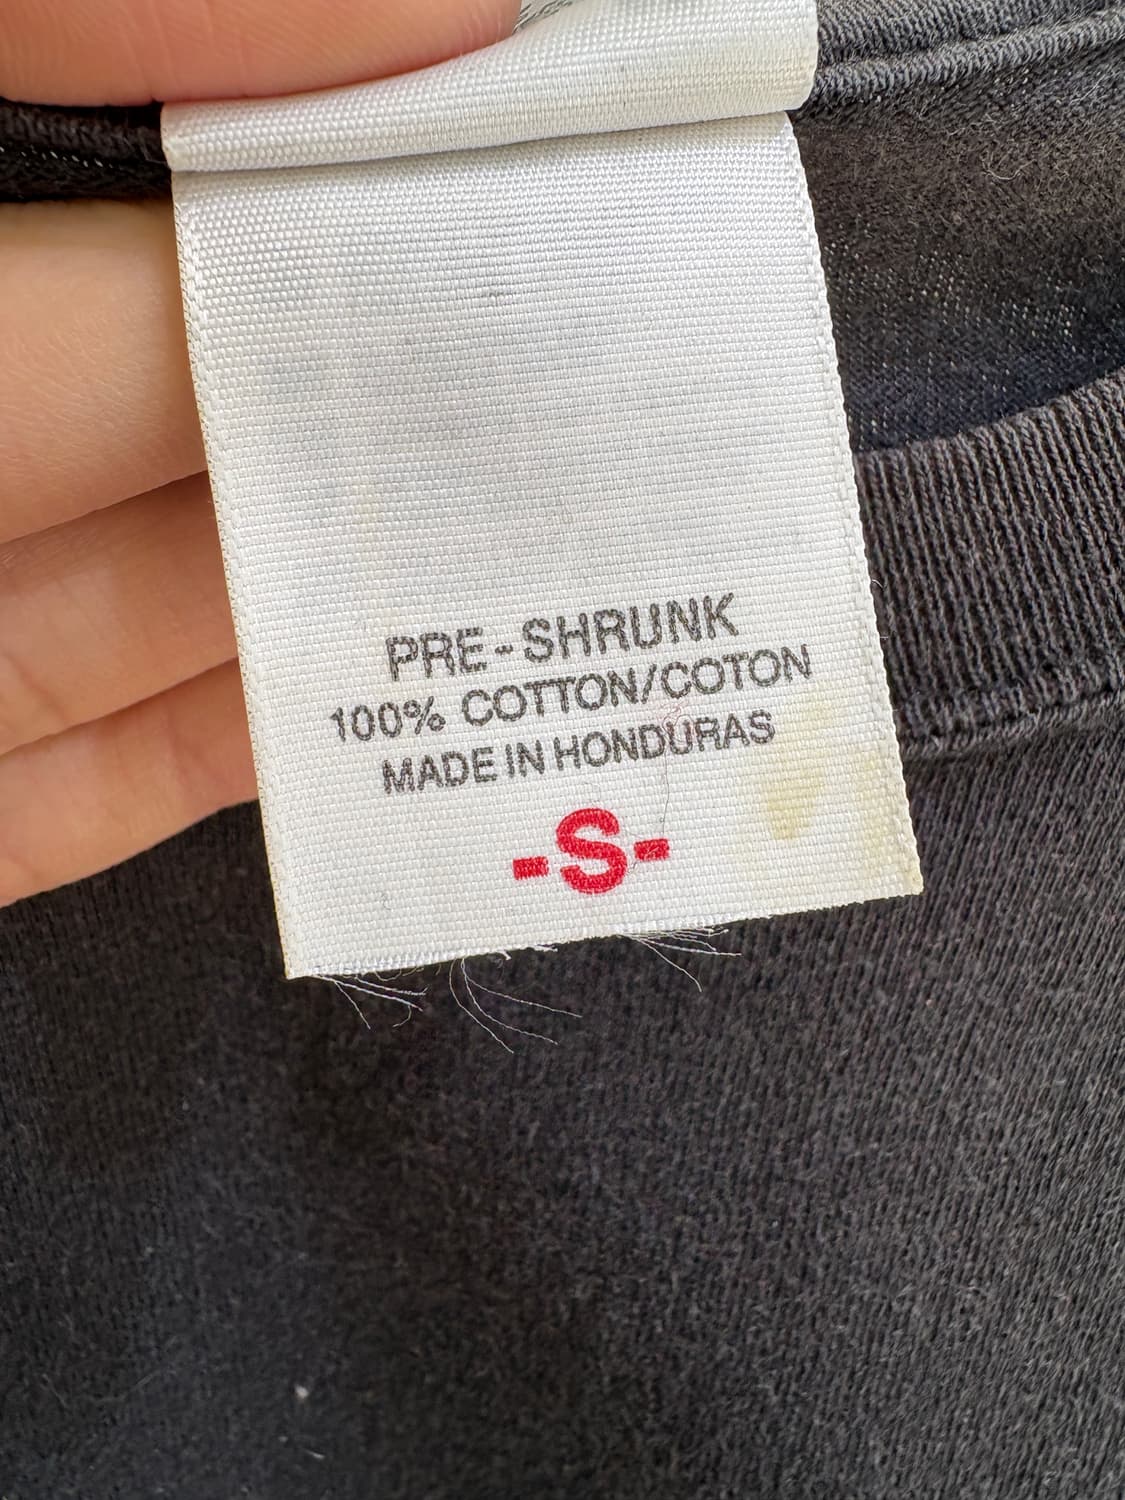 PRE-SHRUNK
100% COTTON/COTON
MADE IN HONDURAS
-S-